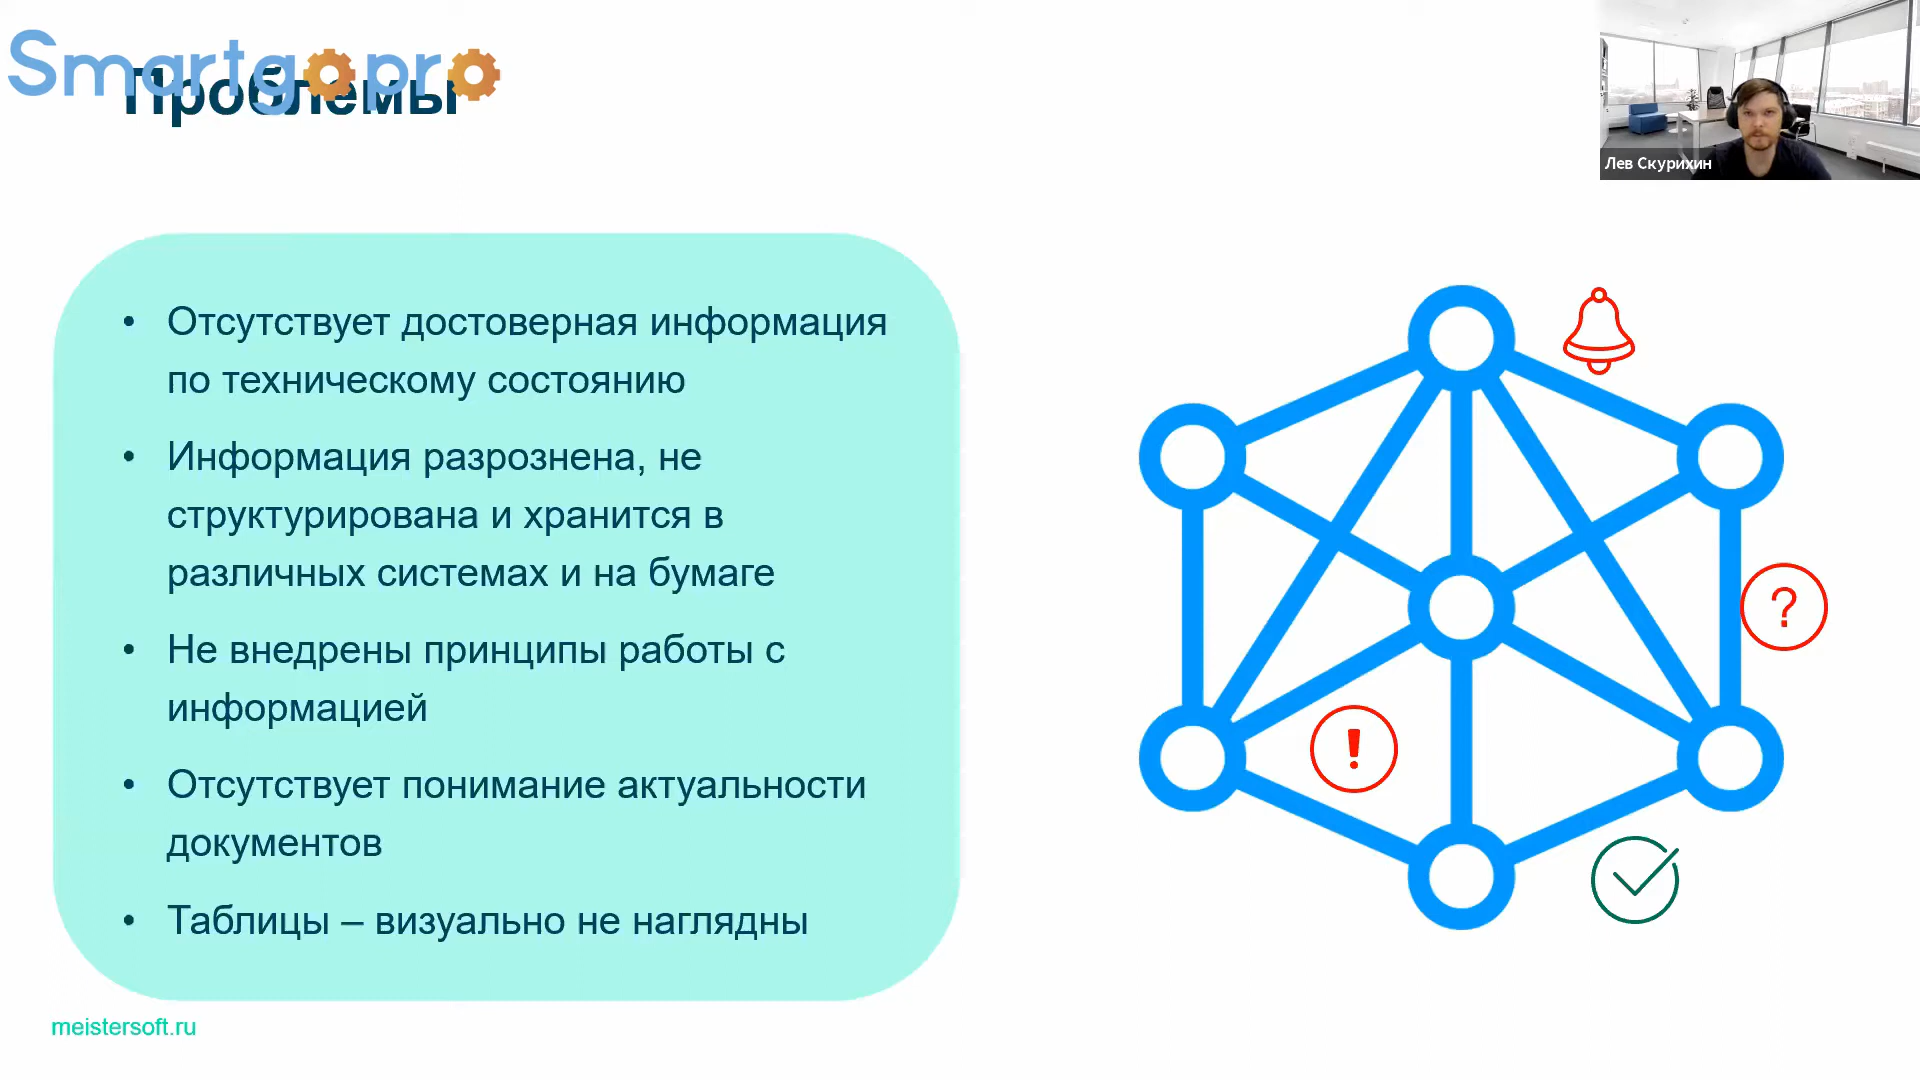 Smartgopro
Проблемы
Лев Скурихин
• Отсутствует достоверная информация
по техническому состоянию
• Информация разрознена, не
структурирована и хранится в
различных системах и на бумаге
• Не внедрены принципы работы с
информацией
• Отсутствует понимание актуальности
документов
• Таблицы – визуально не наглядны
?
!
meistersoft.ru